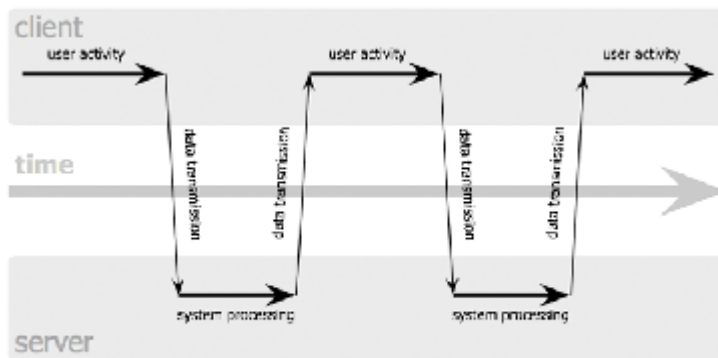 client
user activity
user activity
user activity
data transmission
data transmission
data transmission
data transmission
time
system processing
system processing
server